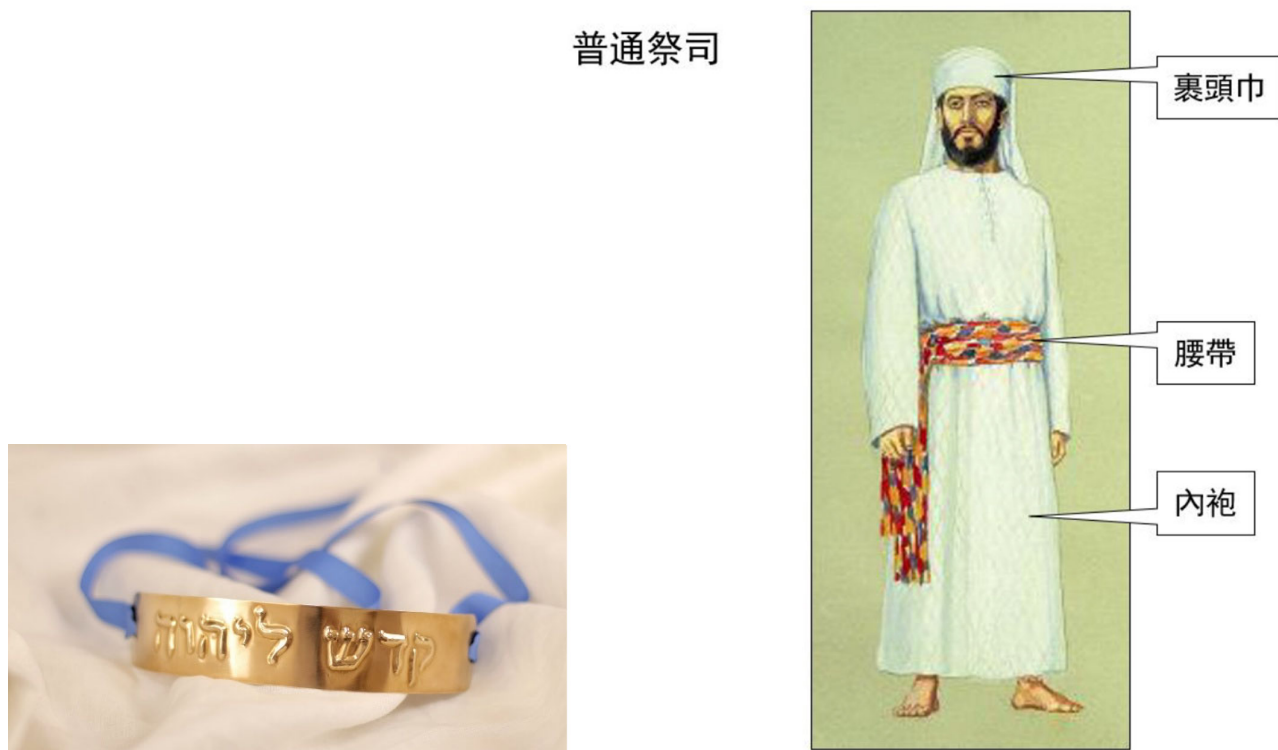 普通祭司
裹頭巾
腰帶
內袍
קדש ליהוה